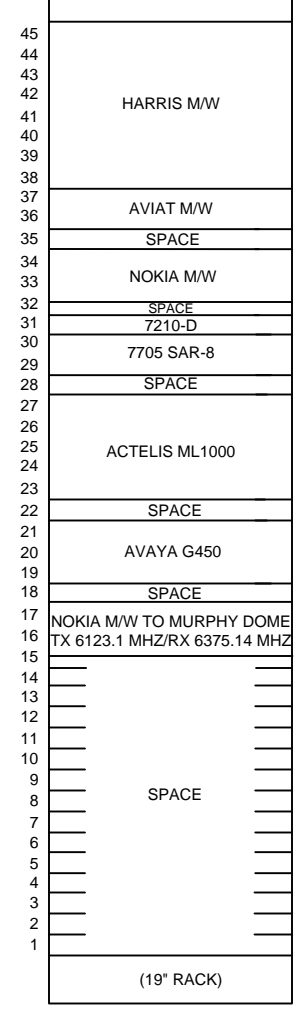 45
44
43
42
HARRIS M/W
41
40
39
38
37
AVIAT M/W
36
35 SPACE
34
NOKIA M/W
33
32 SPACE
31 7210-D
30
7705 SAR-8
29
28 SPACE
27
26
25 ACTELIS ML1000
24
23
22 SPACE
21
20 AVAYA G450
19
18 SPACE
17 NOKIA M/W TO MURPHY DOME
16 TX 6123.1 MHZ/RX 6375.14 MHZ
15
14
13
12
11
10
9
8 SPACE
7
6
5
4
3
2
1
(19" RACK)